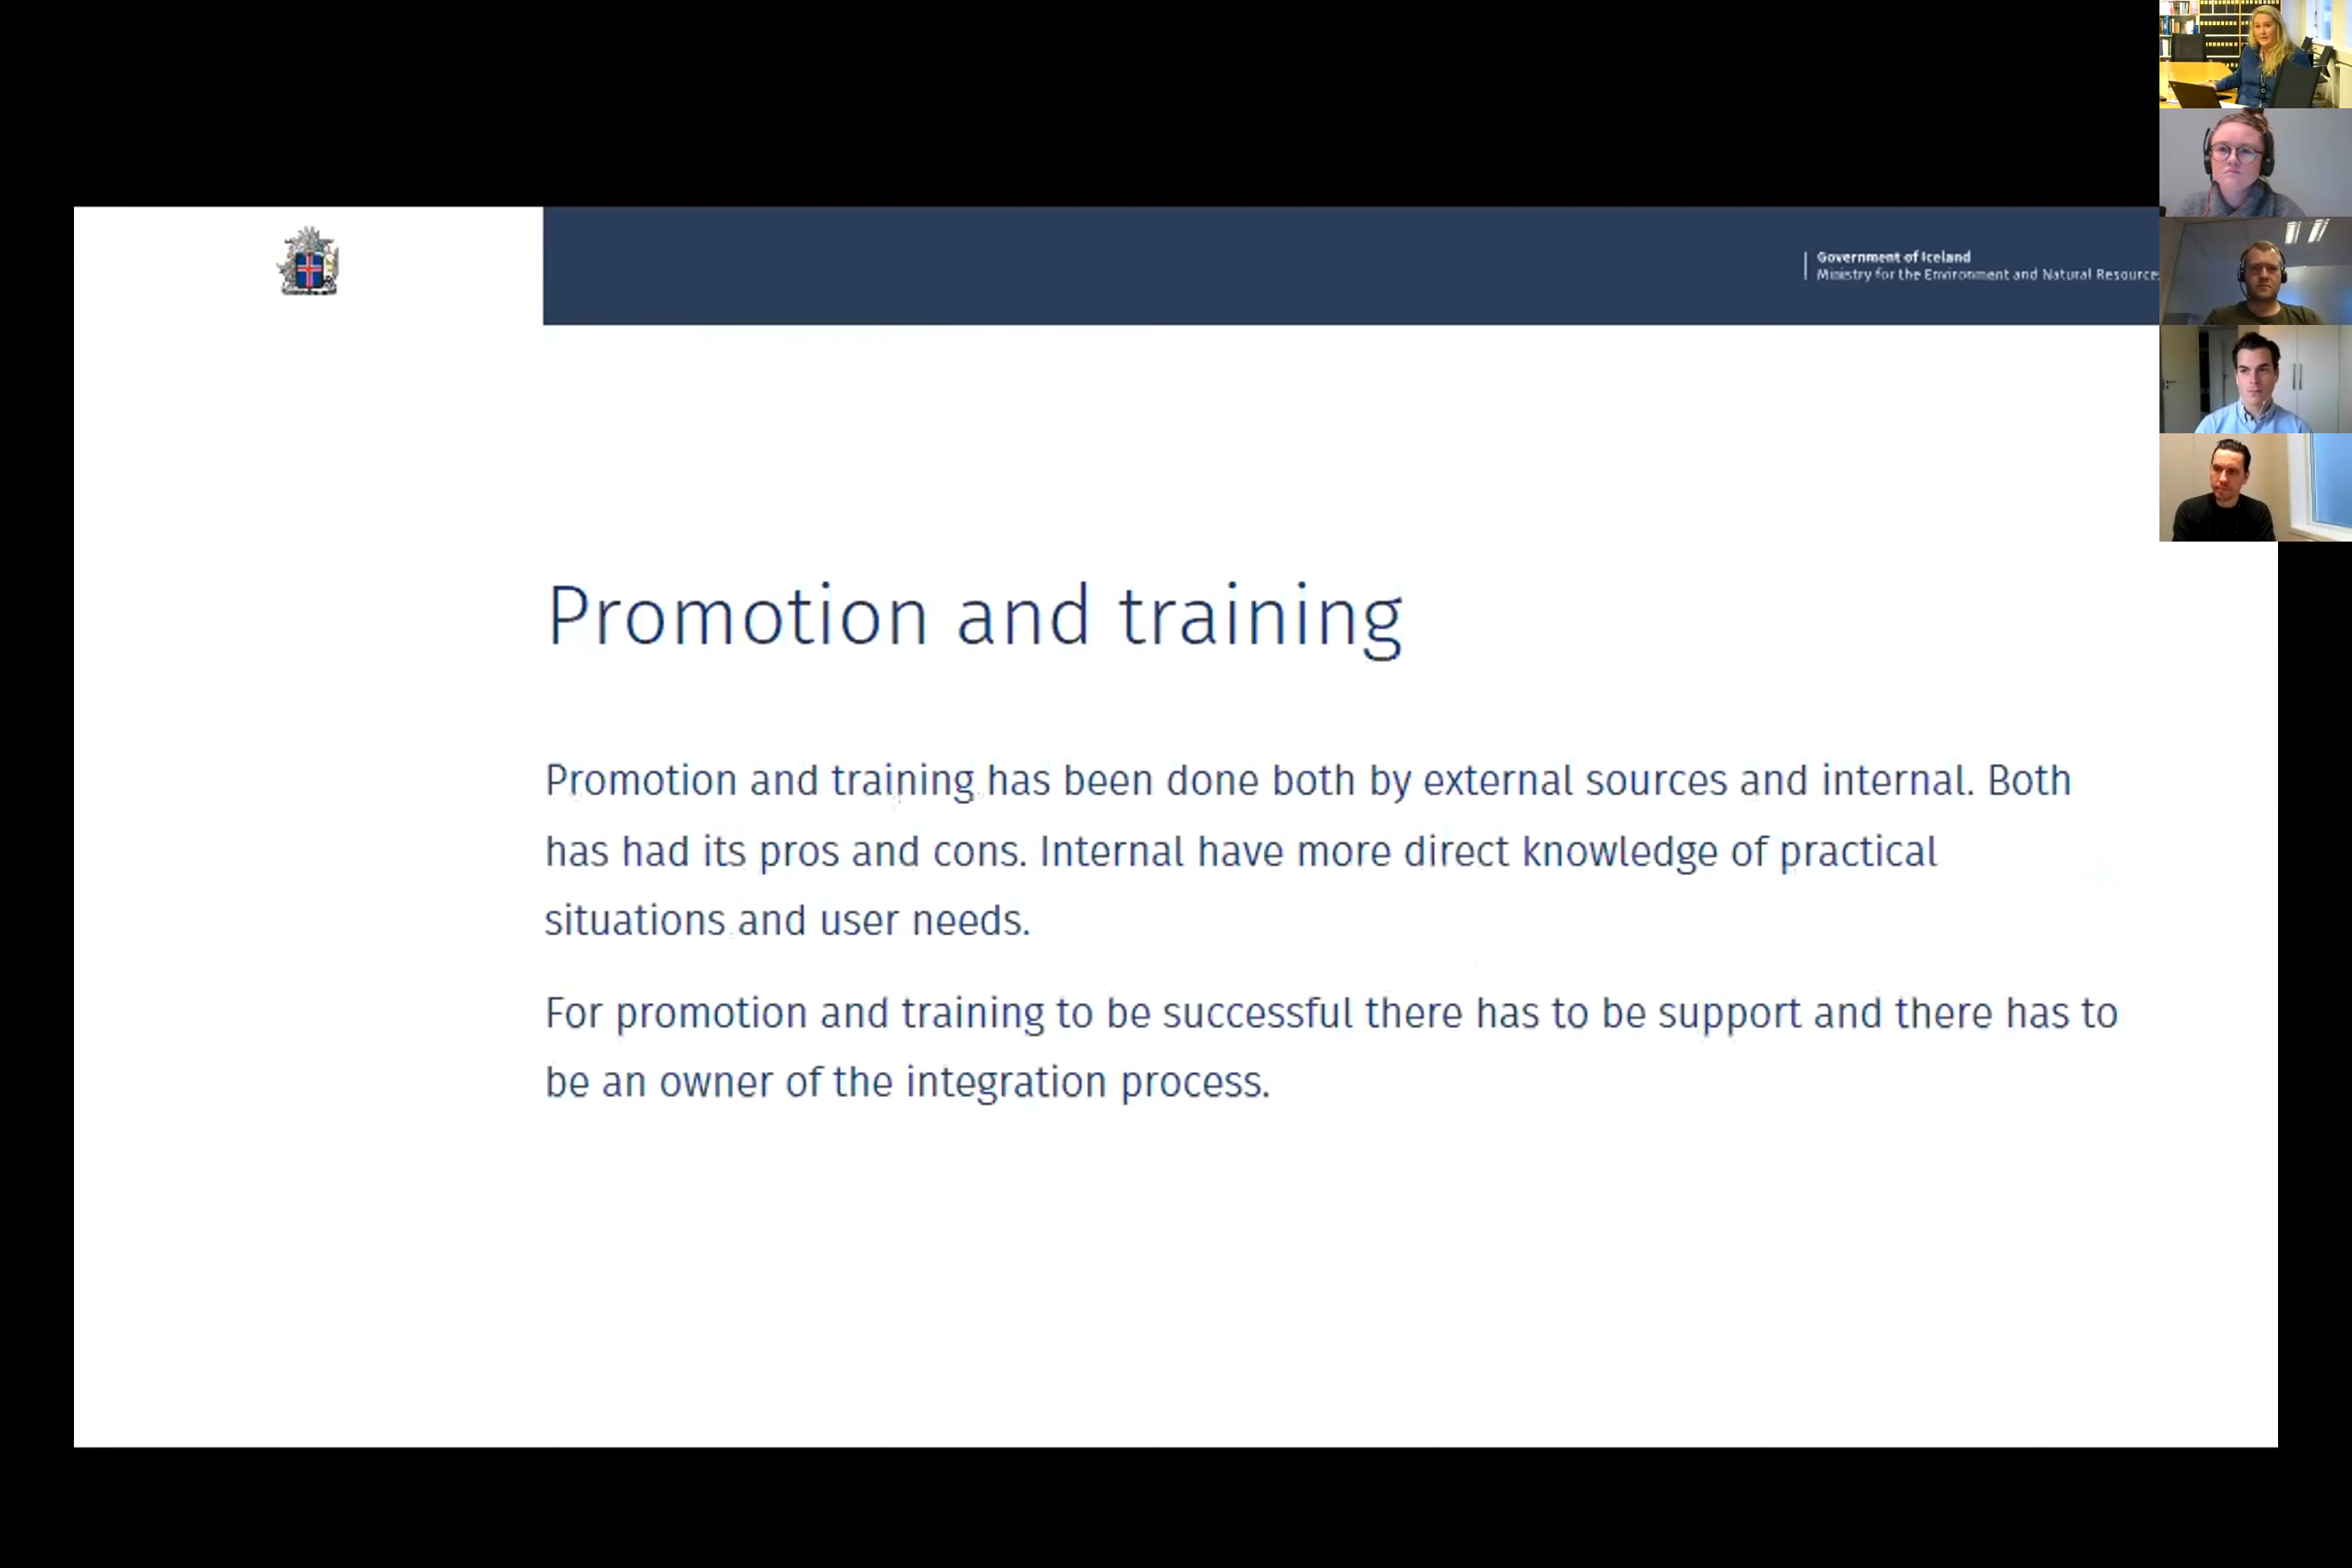 Government of Iceland
Ministry for the Environment and Natural Resources
Promotion and training
Promotion and training has been done both by external sources and internal. Both
has had its pros and cons. Internal have more direct knowledge of practical
situations and user needs.
For promotion and training to be successful there has to be support and there has to
be an owner of the integration process.